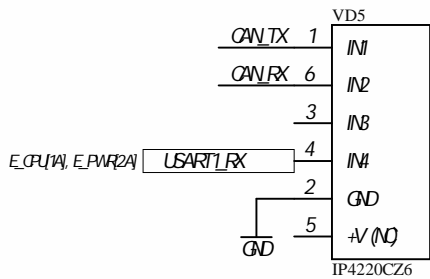 VD5
CAN_TX 1 IN1
CAN_RX 6 IN2
3 IN3
E_CPU[1A], E_PWR[2A] USART1_RX 4 IN4
2 GND
5 +V (NC)
GND
IP4220CZ6